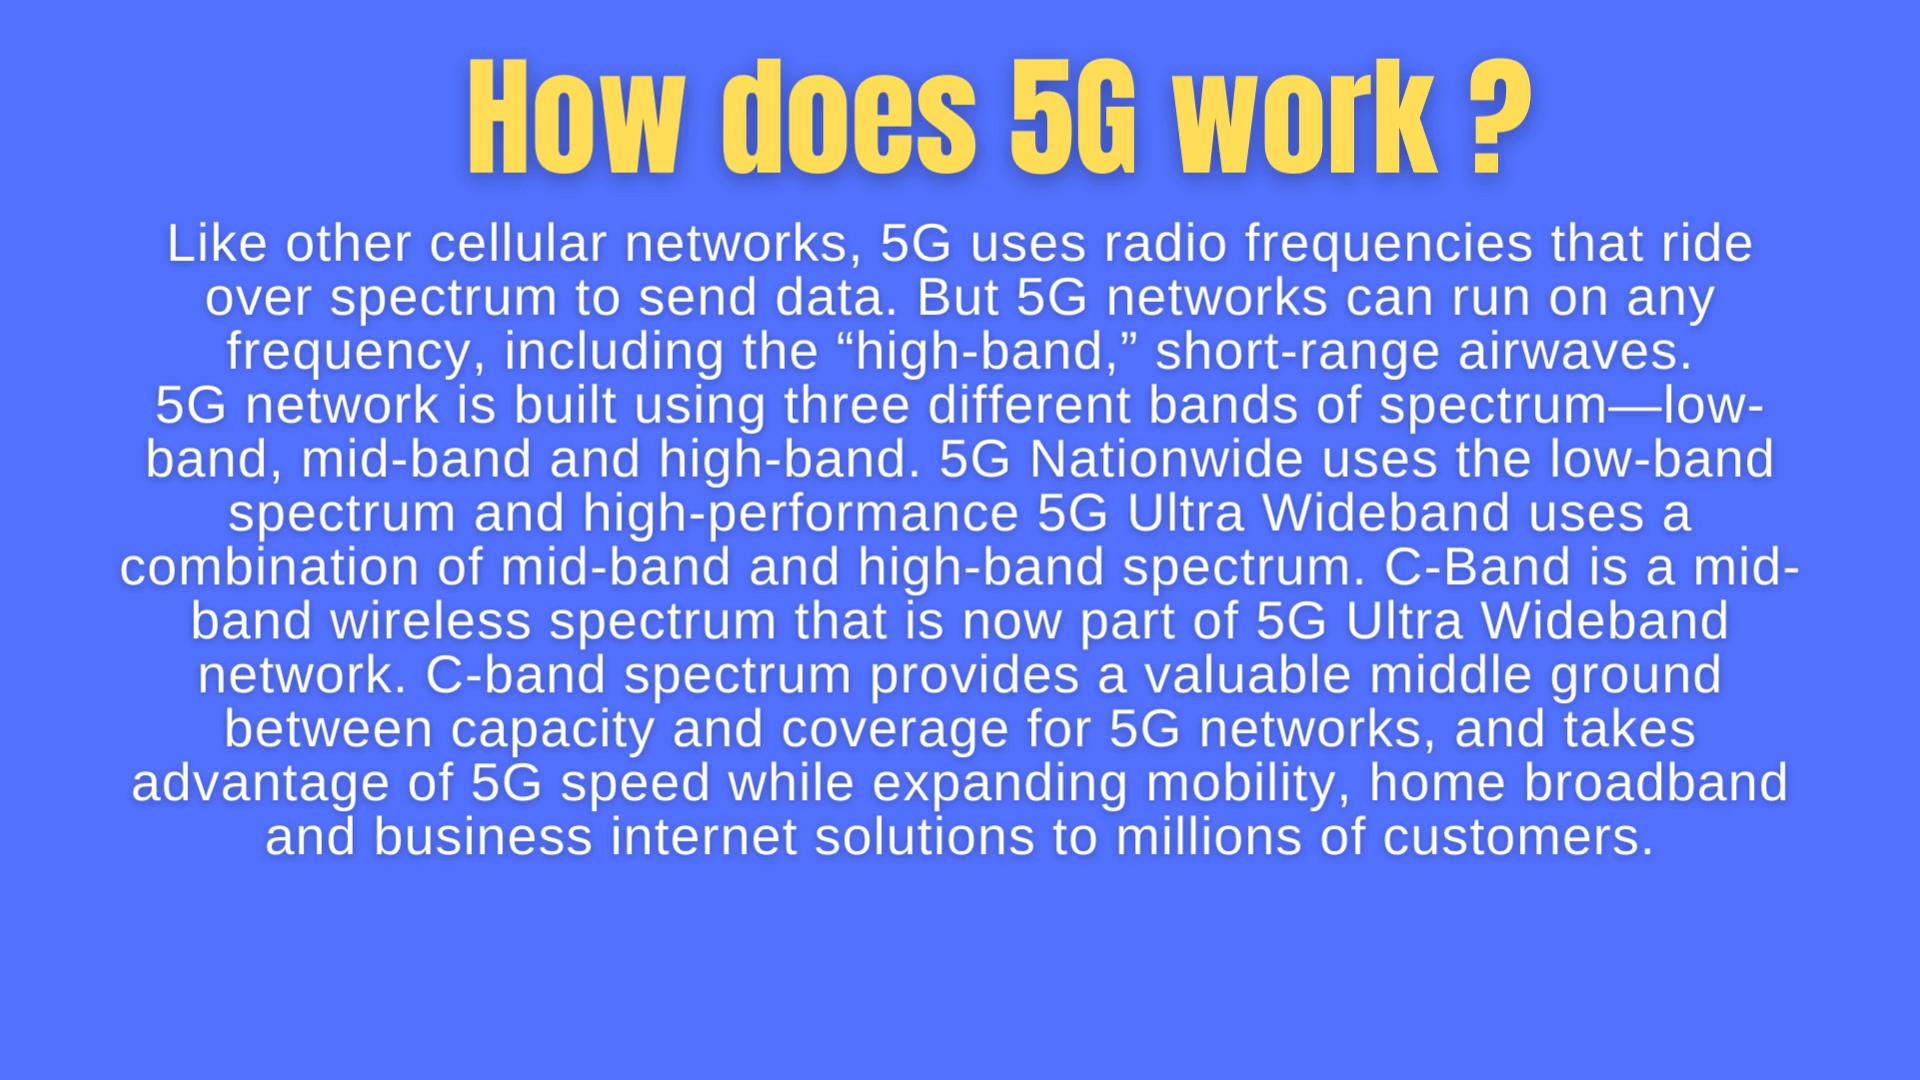 How does 5G work ?
Like other cellular networks, 5G uses radio frequencies that ride
over spectrum to send data. But 5G networks can run on any
frequency, including the “high-band,” short-range airwaves.
5G network is built using three different bands of spectrum—low-
band, mid-band and high-band. 5G Nationwide uses the low-band
spectrum and high-performance 5G Ultra Wideband uses a
combination of mid-band and high-band spectrum. C-Band is a mid-
band wireless spectrum that is now part of 5G Ultra Wideband
network. C-band spectrum provides a valuable middle ground
between capacity and coverage for 5G networks, and takes
advantage of 5G speed while expanding mobility, home broadband
and business internet solutions to millions of customers.